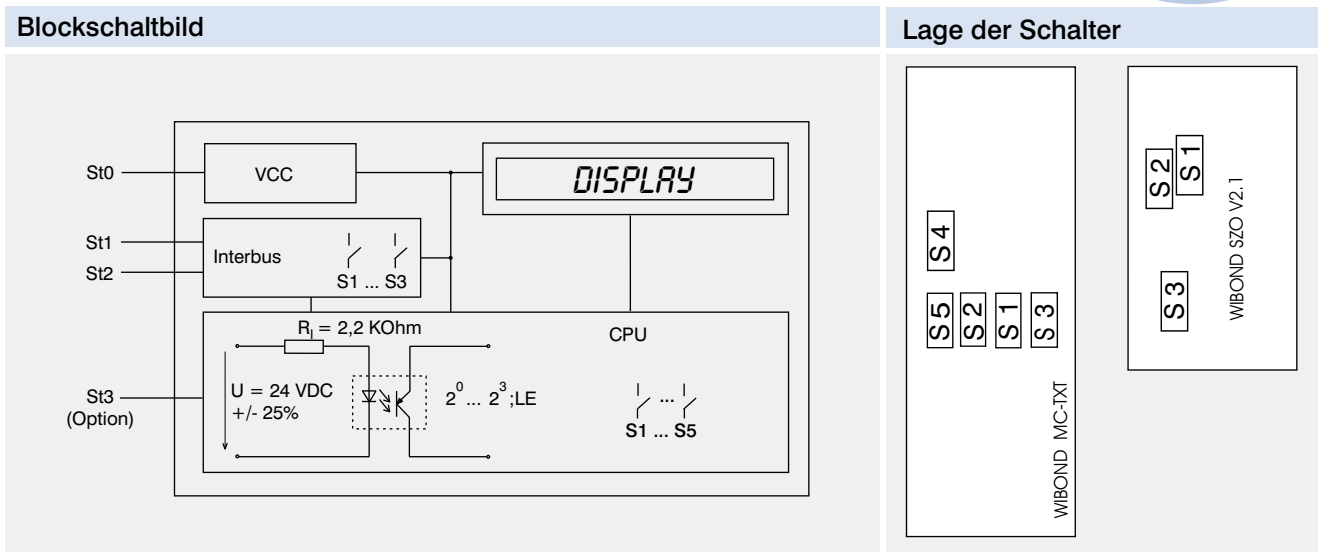 Blockschaltbild
St0
VCC
DISPLAY
St1
St2
Interbus
S1 ... S3
R_I = 2,2 KOhm
CPU
St3
(Option)
U = 24 VDC
+/- 25%
2^0 ... 2^3 ;LE
...
S1 ... S5
Lage der Schalter
S4
S5
S2
S1
S3
WIBOND MC-TXT
S2
S1
S3
WIBOND SZO V2.1